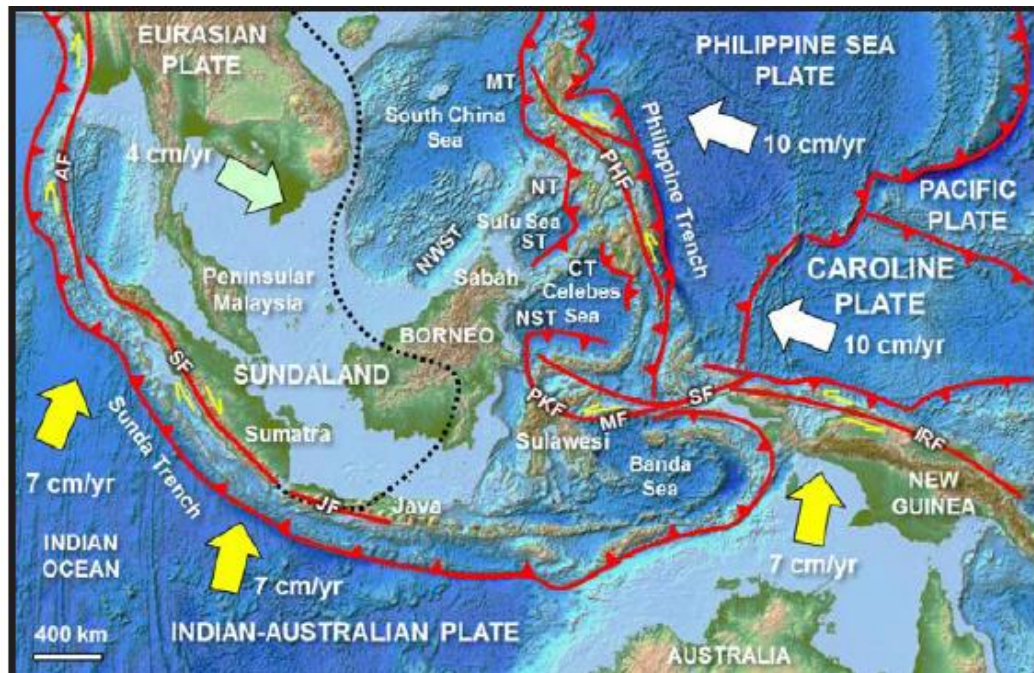 EURASIAN
PLATE
PHILIPPINE SEA
PLATE
MT
South China
Sea
10 cm/yr
Philippine Trench
PHF
4 cm/yr
AF
PACIFIC
PLATE
NT
Sulu Sea
ST
NWST
Sabah
CT
Celebes
Sea
NST
CAROLINE
PLATE
Peninsular
Malaysia
BORNEO
10 cm/yr
SUNDALAND
SF
Sumatra
Sunda Trench
PKF
MF
SF
Sulawesi
IRF
Banda
Sea
NEW
GUINEA
7 cm/yr
JF
Java
INDIAN
OCEAN
7 cm/yr
7 cm/yr
400 km
INDIAN-AUSTRALIAN PLATE
AUSTRALIA